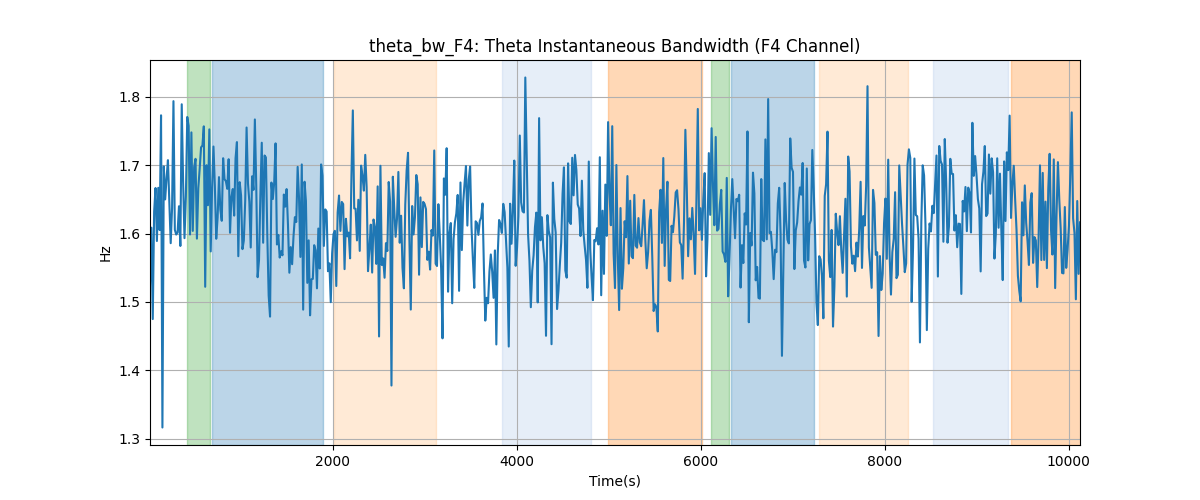 theta_bw_F4: Theta Instantaneous Bandwidth (F4 Channel)
1.8
1.7
1.6
1.5
1.4
1.3
Hz
2000 4000 6000 8000 10000
Time(s)